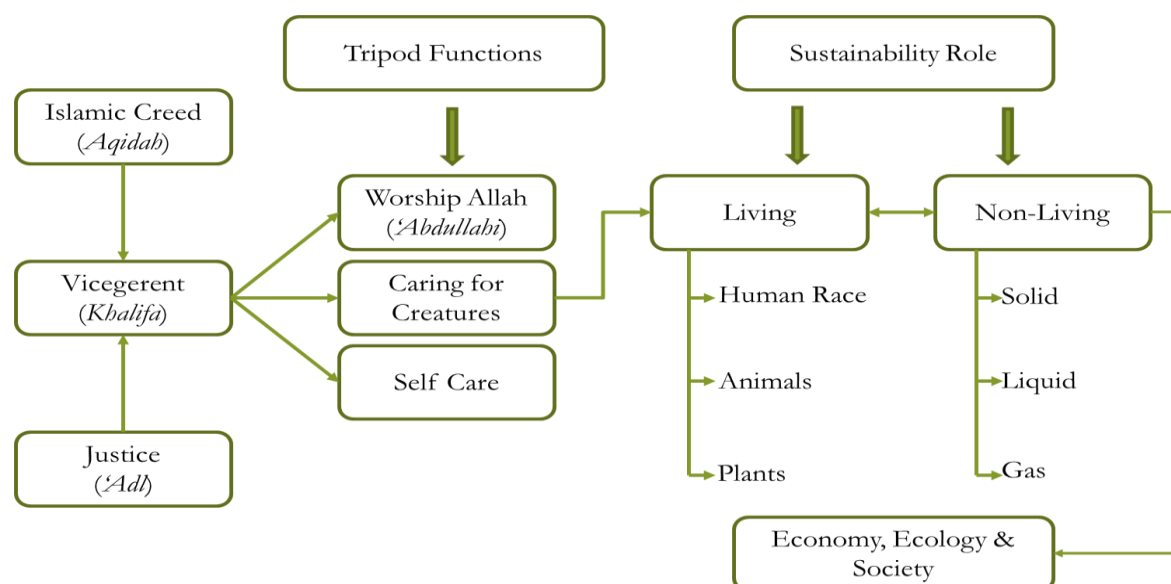 Tripod Functions
Sustainability Role
Islamic Creed
(Aqidah)
Worship Allah
(‘Abdullahi)
Living
Non-Living
Vicegerent
(Khalifa)
Caring for
Creatures
Human Race
Solid
Self Care
Animals
Liquid
Justice
(‘Adl)
Plants
Gas
Economy, Ecology &
Society